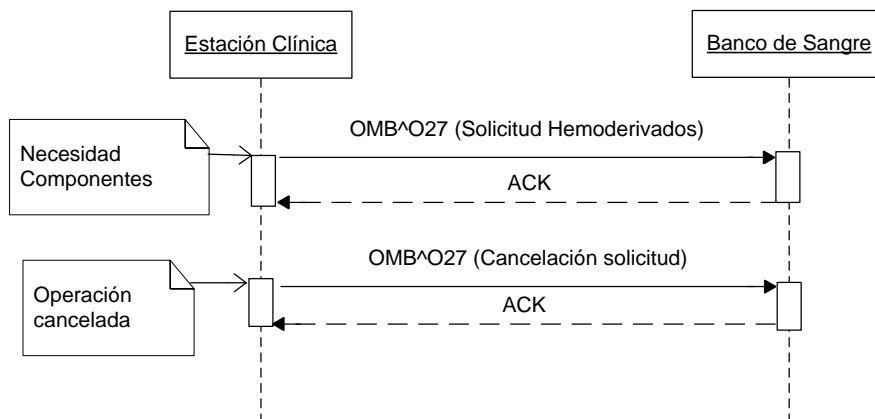 Estación Clínica
Banco de Sangre
OMB^O27 (Solicitud Hemoderivados)
Necesidad
Componentes
ACK
OMB^O27 (Cancelación solicitud)
Operación
cancelada
ACK